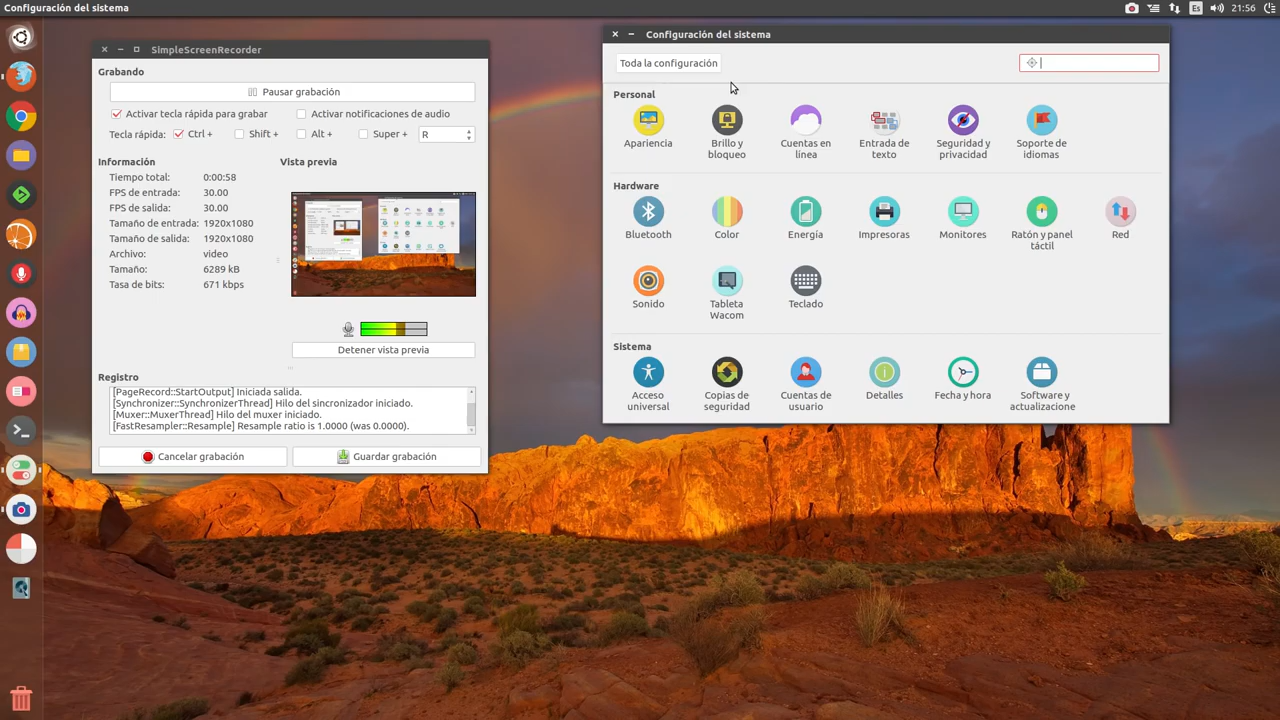 Configuración del sistema
Es
21:56
SimpleScreenRecorder
Grabando
Pausar grabación
Activar tecla rápida para grabar
Activar notificaciones de audio
Tecla rápida:
Ctrl +
Shift +
Alt +
Super +
R
Información
Tiempo total: 0:00:58
FPS de entrada: 30.00
FPS de salida: 30.00
Tamaño de entrada: 1920x1080
Tamaño de salida: 1920x1080
Archivo: video
Tamaño: 6289 kB
Tasa de bits: 671 kbps
Vista previa
Detener vista previa
Registro
[PageRecord::StartOutput] Iniciada salida.
[Synchronizer::SynchronizerThread] Hilo del sincronizador iniciado.
[Muxer::MuxerThread] Hilo del muxer iniciado.
[FastResampler::Resample] Resample ratio is 1.0000 (was 0.0000).
Cancelar grabación
Guardar grabación
Configuración del sistema
Toda la configuración
Personal
Apariencia
Brillo y
bloqueo
Cuentas en
línea
Entrada de
texto
Seguridad y
privacidad
Soporte de
idiomas
Hardware
Bluetooth
Color
Energía
Impresoras
Monitores
Ratón y panel
táctil
Red
Sonido
Tableta
Wacom
Teclado
Sistema
Acceso
universal
Copias de
seguridad
Cuentas de
usuario
Detalles
Fecha y hora
Software y
actualizacione